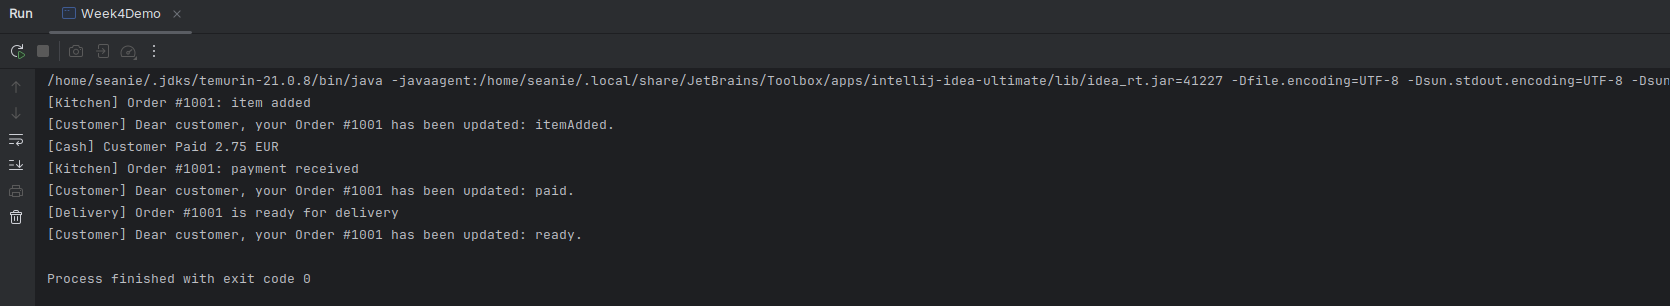 Run Week4Demo
/home/seanie/.jdks/temurin-21.0.8/bin/java -javaagent:/home/seanie/.local/share/JetBrains/Toolbox/apps/intellij-idea-ultimate/lib/idea_rt.jar=41227 -Dfile.encoding=UTF-8 -Dsun.stdout.encoding=UTF-8 -Dsun
[Kitchen] Order #1001: item added
[Customer] Dear customer, your Order #1001 has been updated: itemAdded.
[Cash] Customer Paid 2.75 EUR
[Kitchen] Order #1001: payment received
[Customer] Dear customer, your Order #1001 has been updated: paid.
[Delivery] Order #1001 is ready for delivery
[Customer] Dear customer, your Order #1001 has been updated: ready.
Process finished with exit code 0